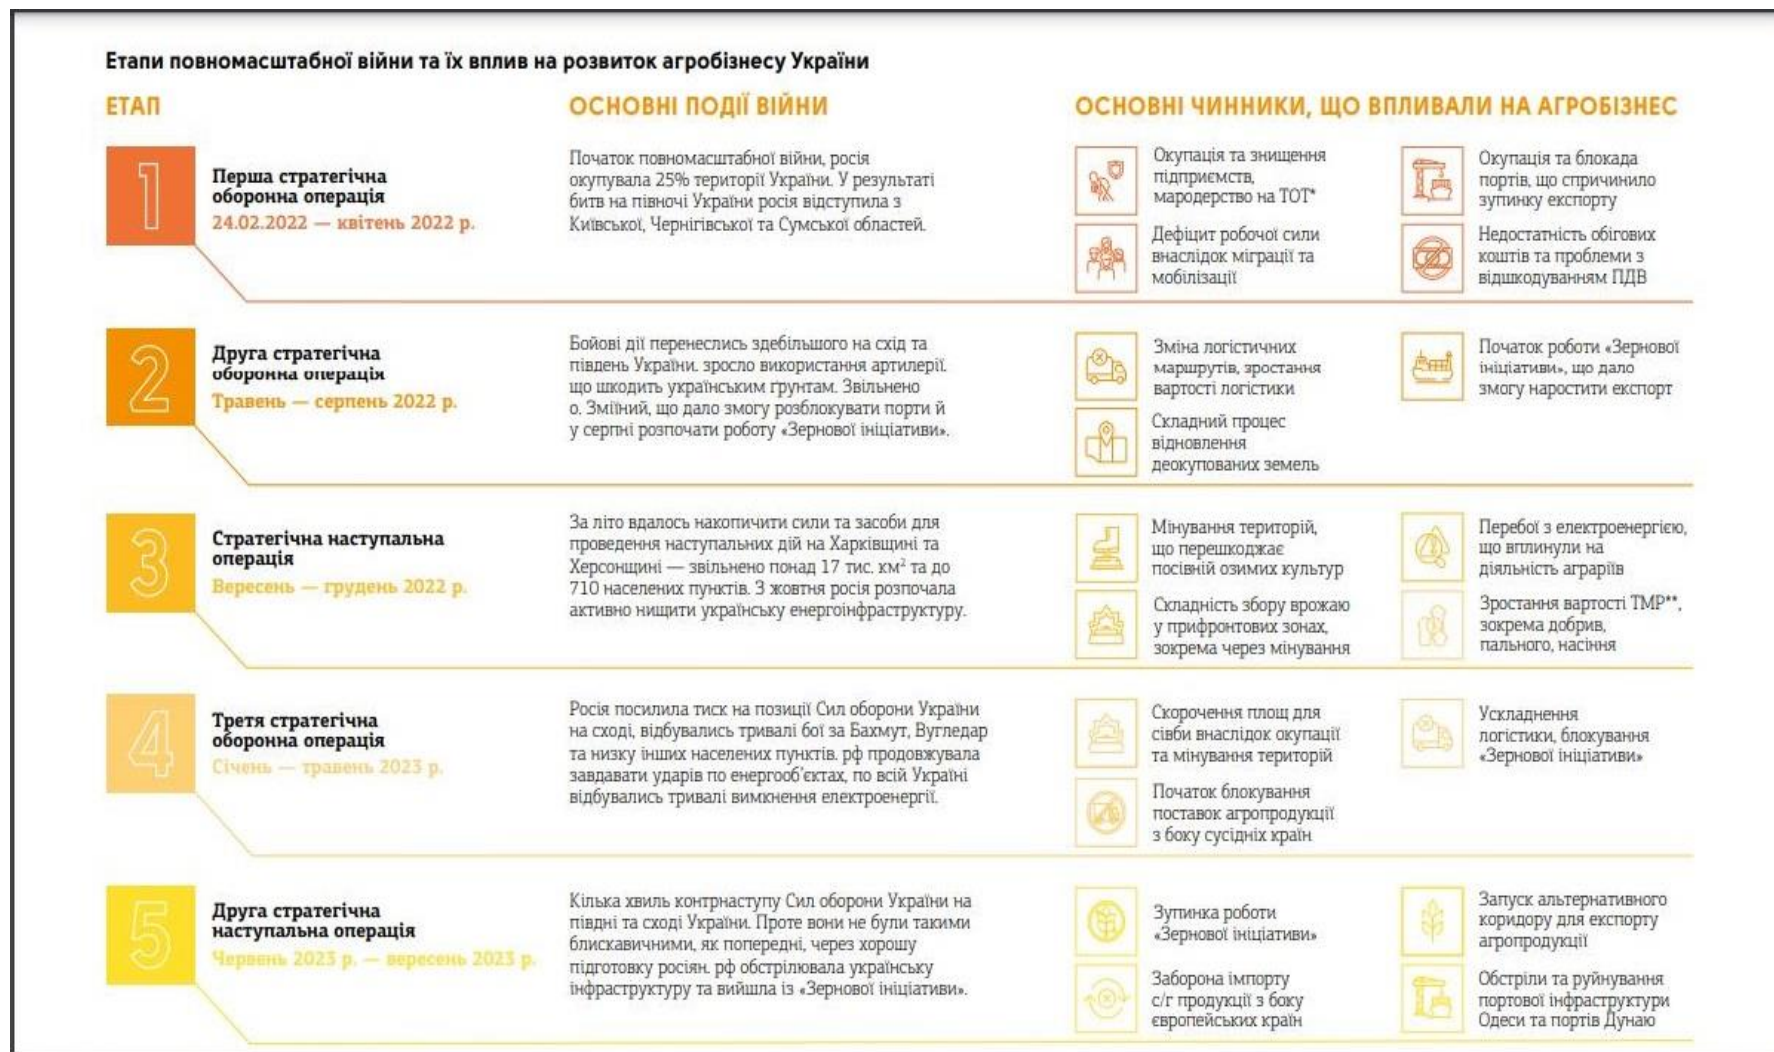 Етапи повномасштабної війни та їх вплив на розвиток агробізнесу України
ЕТАП
ОСНОВНІ ПОДІЇ ВІЙНИ
ОСНОВНІ ЧИННИКИ, ЩО ВПЛИВАЛИ НА АГРОБІЗНЕС
1
Перша стратегічна
оборонна операція
24.02.2022 — квітень 2022 р.
Початок повномасштабної війни, росія
окупувала 25% території України. У результаті
битв на півночі України росія відступила з
Київської, Чернігівської та Сумської областей.
Окупація та знищення
підприємств,
мародерство на ТОТ*
Окупація та блокада
портів, що спричинило
зупинку експорту
Дефіцит робочої сили
внаслідок міграції та
мобілізації
Недостатність обігових
коштів та проблеми з
відшкодуванням ПДВ
2
Друга стратегічна
оборонна операція
Травень — серпень 2022 р.
Бойові дії перенеслись здебільшого на схід та
південь України. зросло використання артилерії.
що шкодить українським ґрунтам. Звільнено
о. Зміїний, що дало змогу розблокувати порти й
у серпні розпочати роботу «Зернової ініціативи».
Зміна логістичних
маршрутів, зростання
вартості логістики
Початок роботи «Зернової
ініціативи», що дало
змогу наростити експорт
Складний процес
відновлення
деокупованих земель
3
Стратегічна наступальна
операція
Вересень — грудень 2022 р.
За літо вдалось накопичити сили та засоби для
проведення наступальних дій на Харківщині та
Херсонщині — звільнено понад 17 тис. км² та до
710 населених пунктів. З жовтня росія розпочала
активно нищити українську енергоінфраструктуру.
Мінування територій,
що перешкоджає
посівній озимих культур
Перебої з електроенергією,
що вплинули на
діяльність аграріїв
Складність збору врожаю
у прифронтових зонах,
зокрема через мінування
Зростання вартості ТМР**,
зокрема добрив,
пального, насіння
4
Третя стратегічна
оборонна операція
Січень — травень 2023 р.
Росія посилила тиск на позиції Сил оборони України
на сході, відбувались тривалі бої за Бахмут, Вугледар
та низку інших населених пунктів. рф продовжувала
завдавати ударів по енергооб'єктах, по всій Україні
відбувались тривалі вимкнення електроенергії.
Скорочення площ для
сівби внаслідок окупації
та мінування територій
Ускладнення
логістики, блокування
«Зернової ініціативи»
Початок блокування
поставок агропродукції
з боку сусідніх країн
5
Друга стратегічна
наступальна операція
Червень 2023 р. — вересень 2023 р.
Кілька хвиль контрнаступу Сил оборони України на
півдні та сході України. Проте вони не були такими
блискавичними, як попередні, через хорошу
підготовку росіян. рф обстрілювала українську
інфраструктуру та вийшла із «Зернової ініціативи».
Зупинка роботи
«Зернової ініціативи»
Запуск альтернативного
коридору для експорту
агропродукції
Заборона імпорту
с/г продукції з боку
європейських країн
Обстріли та руйнування
портової інфраструктури
Одеси та портів Дунаю